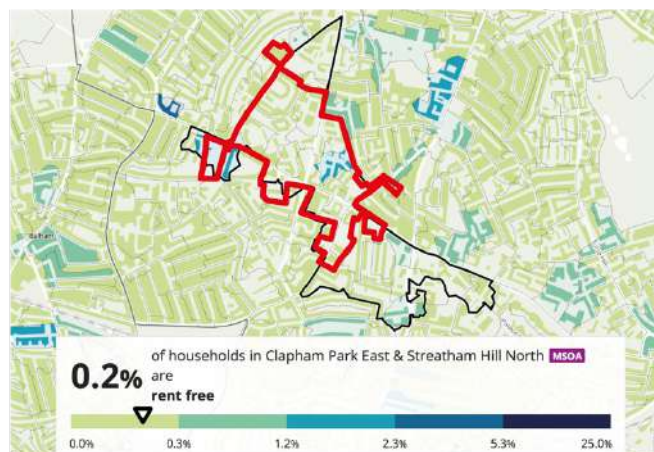 Balham
0.2%
of households in Clapham Park East & Streatham Hill North MSOA
are
rent free
0.0%
0.3%
1.2%
2.3%
5.3%
25.0%